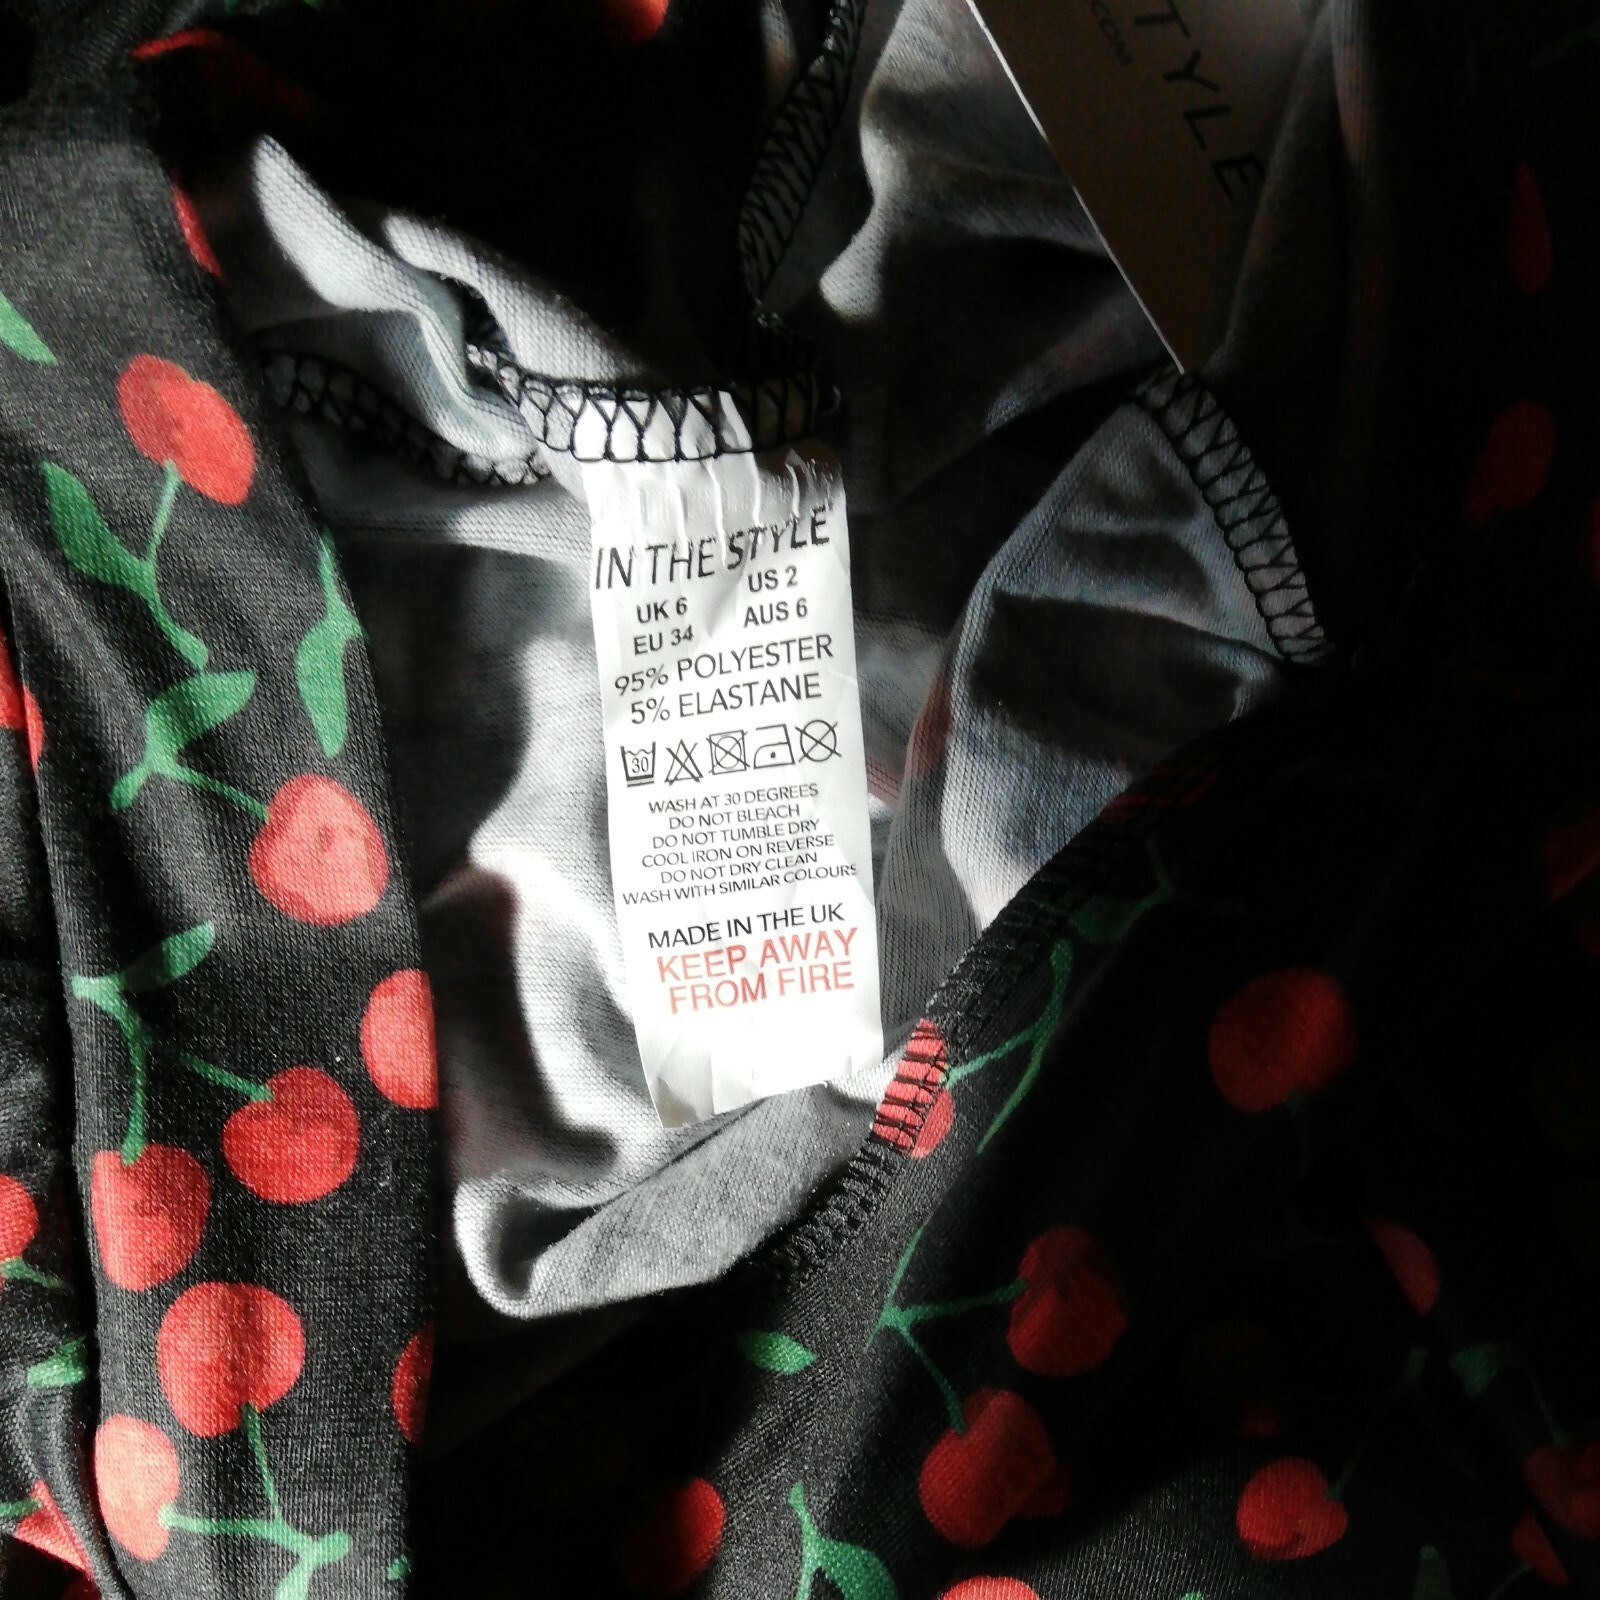 TYLE
.COM
IN THE STYLE
UK 6 US 2
EU 34 AUS 6
95% POLYESTER
5% ELASTANE
30
WASH AT 30 DEGREES
DO NOT BLEACH
DO NOT TUMBLE DRY
COOL IRON ON REVERSE
DO NOT DRY CLEAN
WASH WITH SIMILAR COLOURS
MADE IN THE UK
KEEP AWAY
FROM FIRE